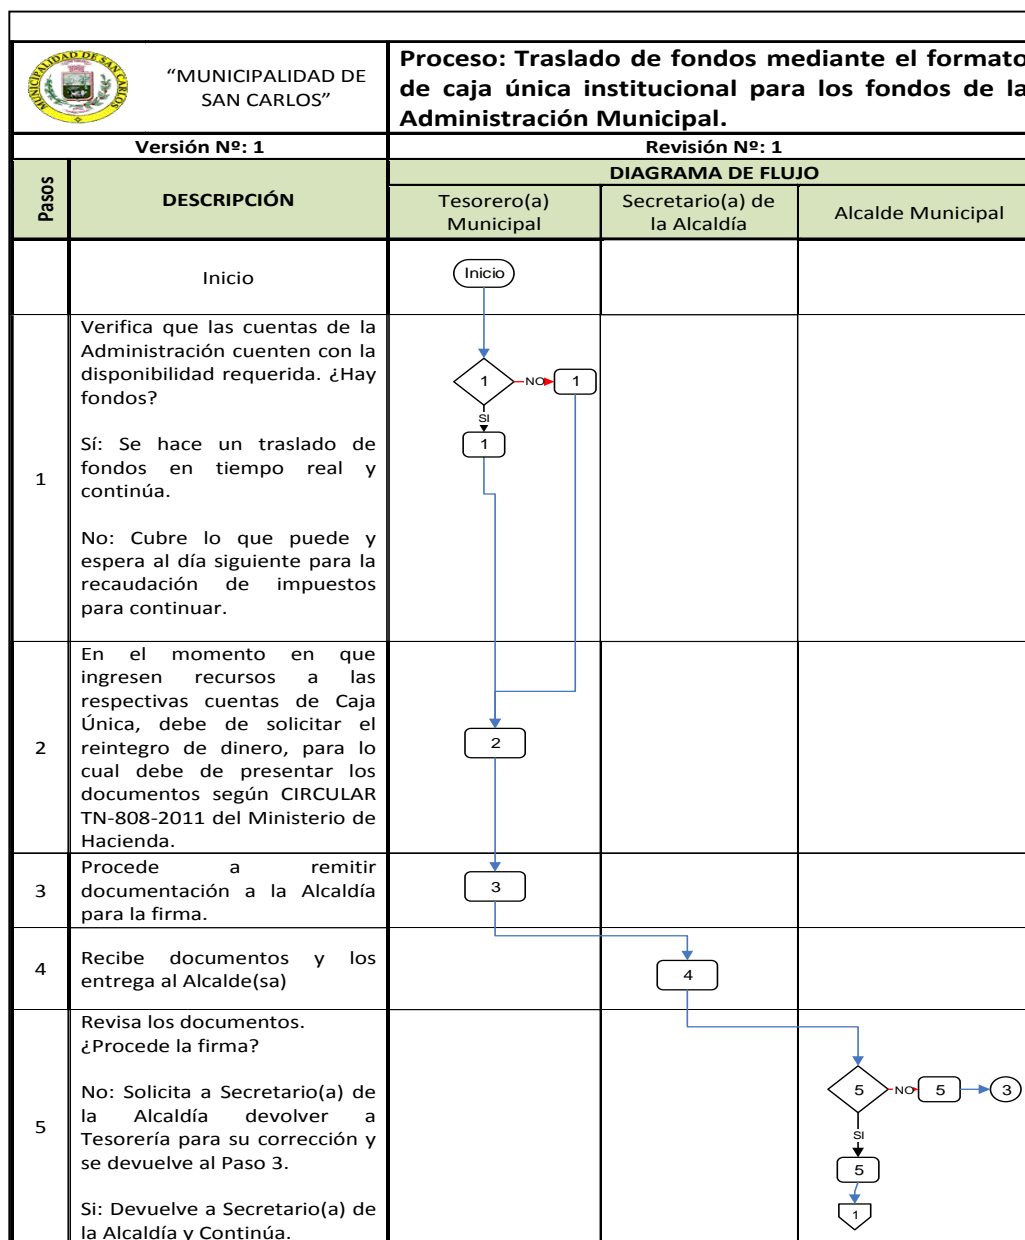 MUNICIPALIDAD DE SAN CARLOS
“MUNICIPALIDAD DE
SAN CARLOS”
Proceso: Traslado de fondos mediante el formato
de caja única institucional para los fondos de la
Administración Municipal.
Versión Nº: 1
Revisión Nº: 1
Pasos
DESCRIPCIÓN
DIAGRAMA DE FLUJO
Tesorero(a)
Municipal
Secretario(a) de
la Alcaldía
Alcalde Municipal
Inicio
Inicio
1
Verifica que las cuentas de la
Administración cuenten con la
disponibilidad requerida. ¿Hay
fondos?
Sí: Se hace un traslado de
fondos en tiempo real y
continúa.
No: Cubre lo que puede y
espera al día siguiente para la
recaudación de impuestos
para continuar.
1
NO
1
SI
1
2
En el momento en que
ingresen recursos a las
respectivas cuentas de Caja
Única, debe de solicitar el
reintegro de dinero, para lo
cual debe de presentar los
documentos según CIRCULAR
TN-808-2011 del Ministerio de
Hacienda.
2
3
Procede a remitir
documentación a la Alcaldía
para la firma.
3
4
Recibe documentos y los
entrega al Alcalde(sa)
4
5
Revisa los documentos.
¿Procede la firma?
No: Solicita a Secretario(a) de
la Alcaldía devolver a
Tesorería para su corrección y
se devuelve al Paso 3.
Si: Devuelve a Secretario(a) de
la Alcaldía y Continúa.
5
NO
5
3
SI
5
1